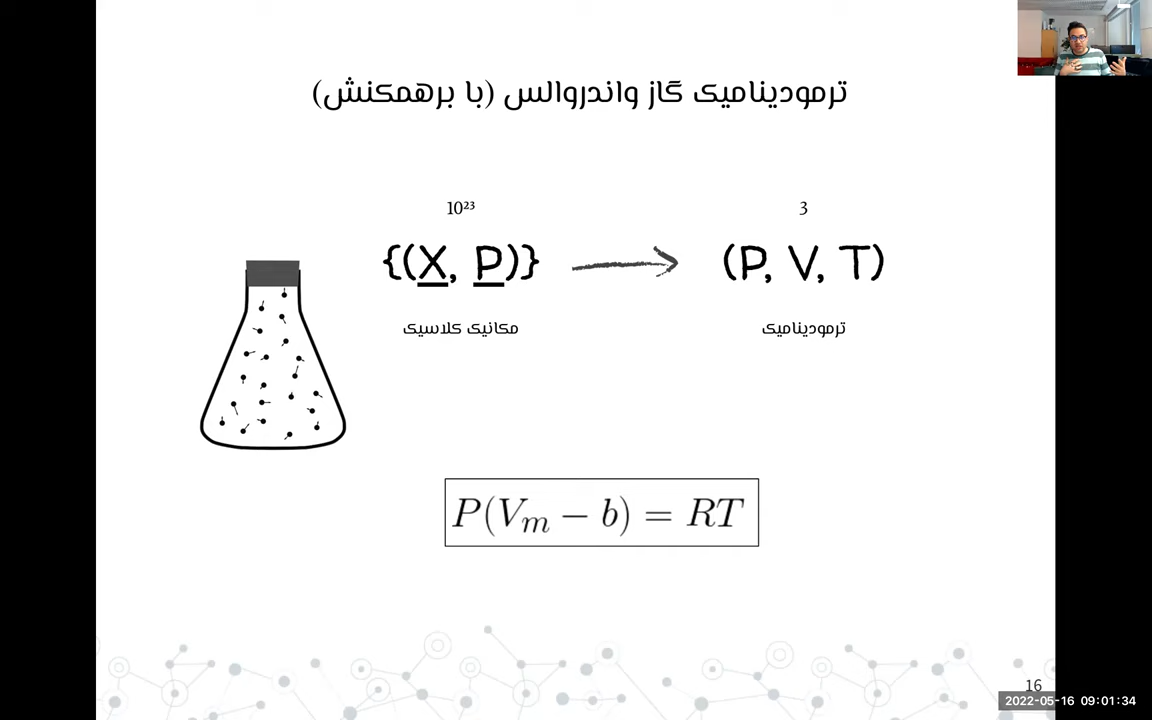 ترمودینامیک گاز واندروالس (با برهمکنش)
10²³
3
{(X, P)}
(P, V, T)
مکانیک کلاسیک
ترمودینامیک
P(Vₘ − b) = RT
16
2022-05-16 09:01:34